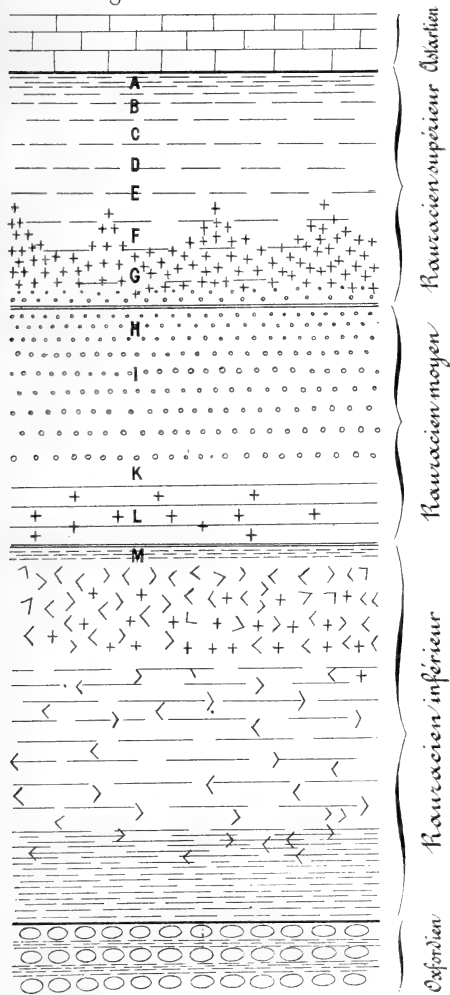 Astartien
A
B
C
D
E
F
G
Rauracien supérieur
H
I
K
L
Rauracien moyen
M
Rauracien inférieur
Oxfordien